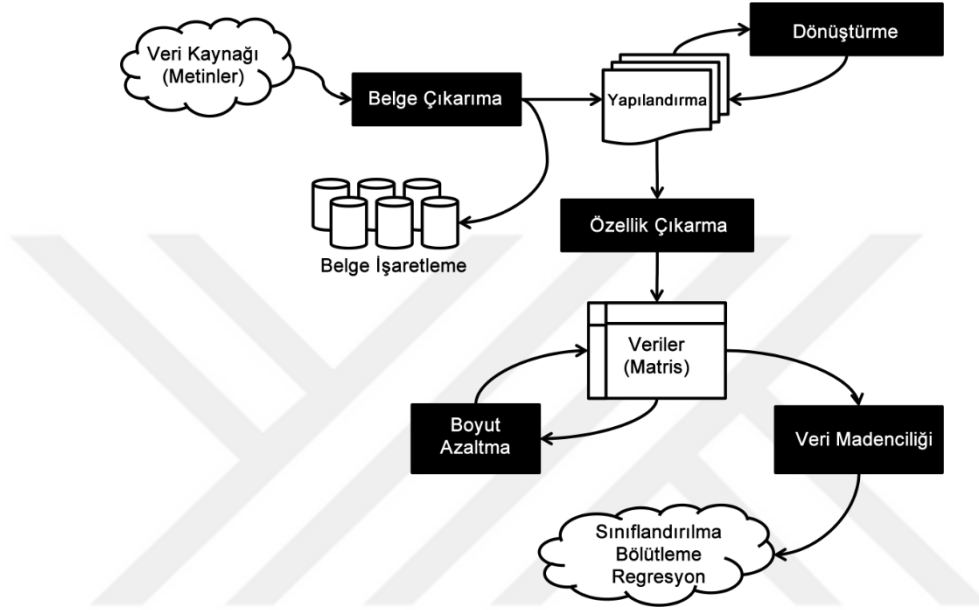 Veri Kaynağı
(Metinler)
Dönüştürme
Belge Çıkarıma
Yapılandırma
Belge İşaretleme
Özellik Çıkarma
Veriler
(Matris)
Boyut
Azaltma
Veri Madenciliği
Sınıflandırılma
Bölütleme
Regresyon